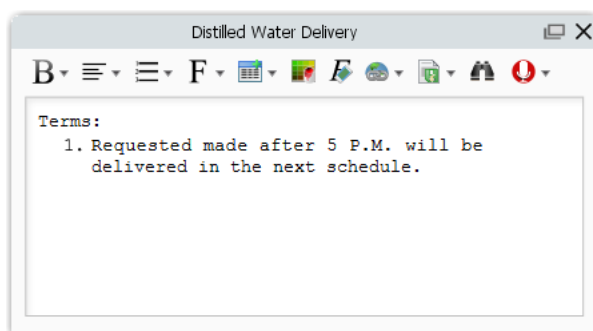 Distilled Water Delivery
Terms:
1. Requested made after 5 P.M. will be
delivered in the next schedule.